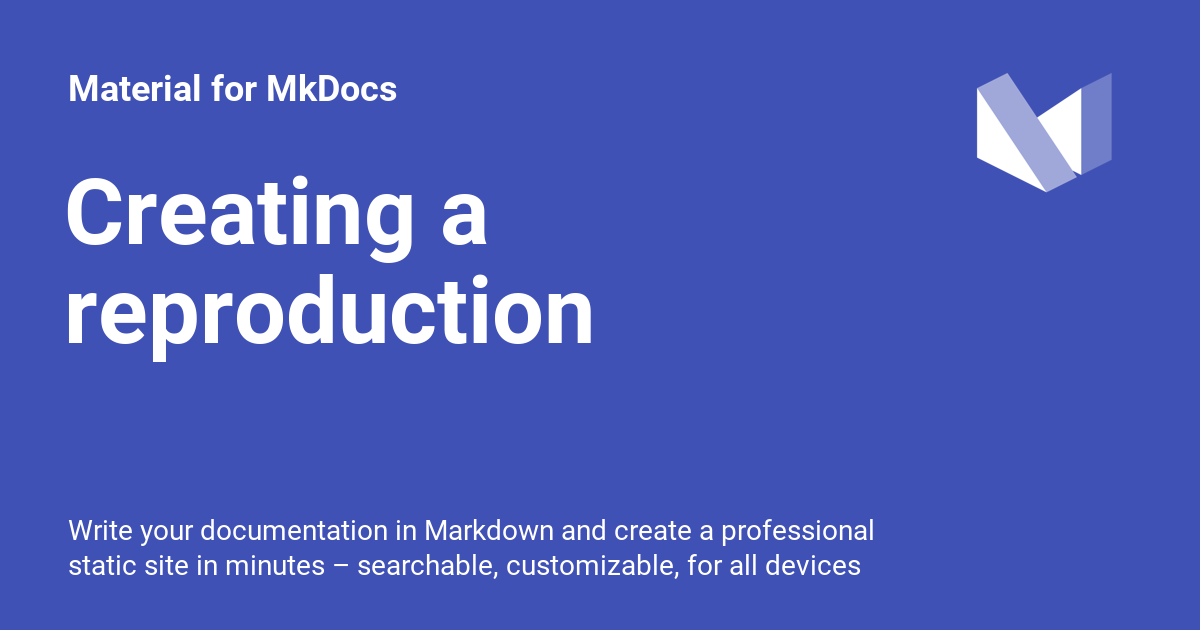 Material for MkDocs
Creating a
reproduction
Write your documentation in Markdown and create a professional
static site in minutes – searchable, customizable, for all devices